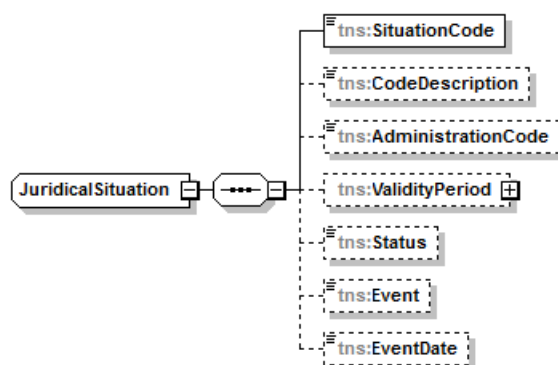 tns:SituationCode
tns:CodeDescription
tns:AdministrationCode
JuridicalSituation
tns:ValidityPeriod
tns:Status
tns:Event
tns:EventDate